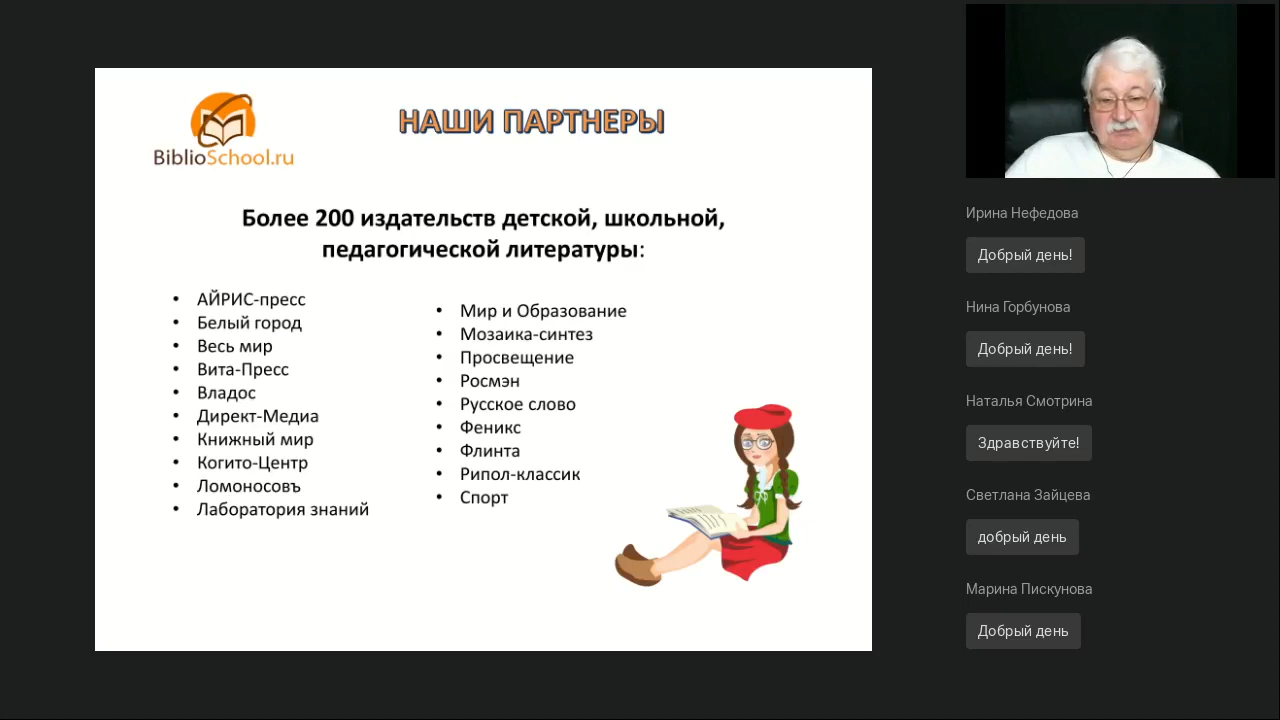 BiblioSchool.ru
НАШИ ПАРТНЕРЫ
Более 200 издательств детской, школьной,
педагогической литературы:
• АЙРИС-пресс
• Белый город
• Весь мир
• Вита-Пресс
• Владос
• Директ-Медиа
• Книжный мир
• Когито-Центр
• Ломоносовъ
• Лаборатория знаний
• Мир и Образование
• Мозаика-синтез
• Просвещение
• Росмэн
• Русское слово
• Феникс
• Флинта
• Рипол-классик
• Спорт
Ирина Нефедова
Добрый день!
Нина Горбунова
Добрый день!
Наталья Смотрина
Здравствуйте!
Светлана Зайцева
добрый день
Марина Пискунова
Добрый день